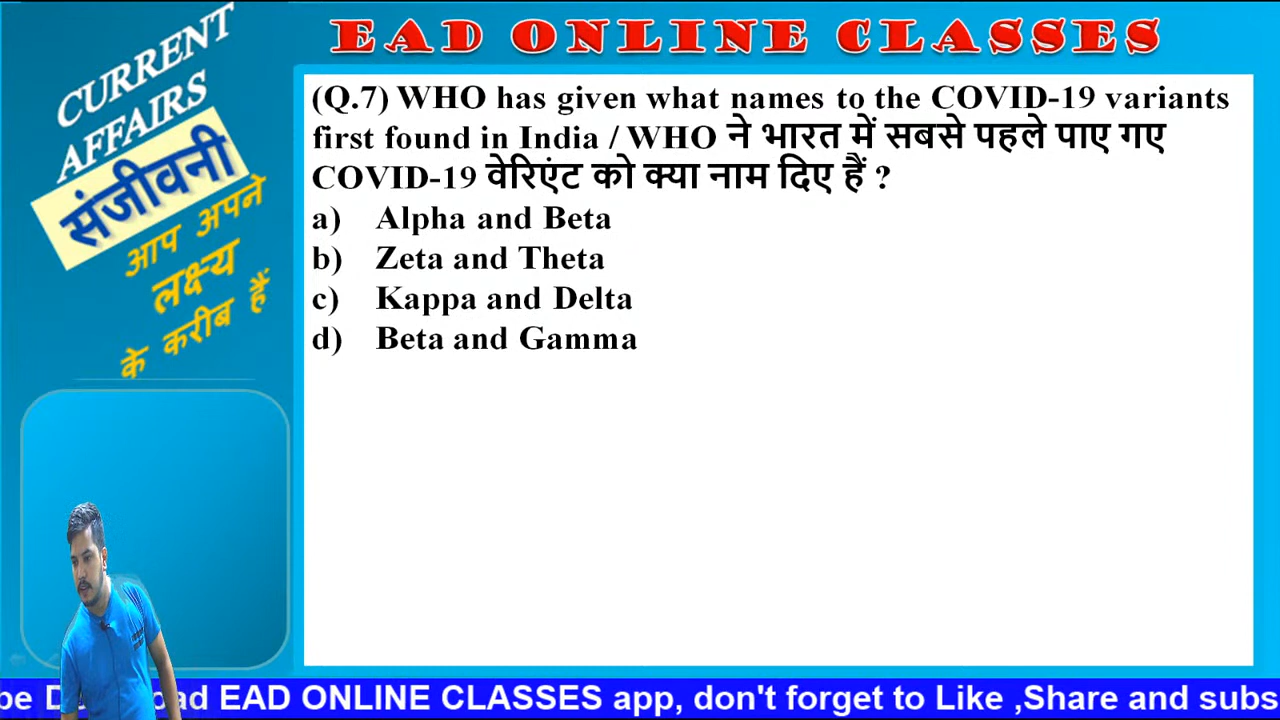 CURRENT
AFFAIRS
संजीवनी
आप अपने
लक्ष्य
के करीब हैं
EAD ONLINE CLASSES
(Q.7) WHO has given what names to the COVID-19 variants
first found in India / WHO ने भारत में सबसे पहले पाए गए
COVID-19 वेरिएंट को क्या नाम दिए हैं ?
a) Alpha and Beta
b) Zeta and Theta
c) Kappa and Delta
d) Beta and Gamma
be EAD ONLINE CLASSES app, don't forget to Like ,Share and subs